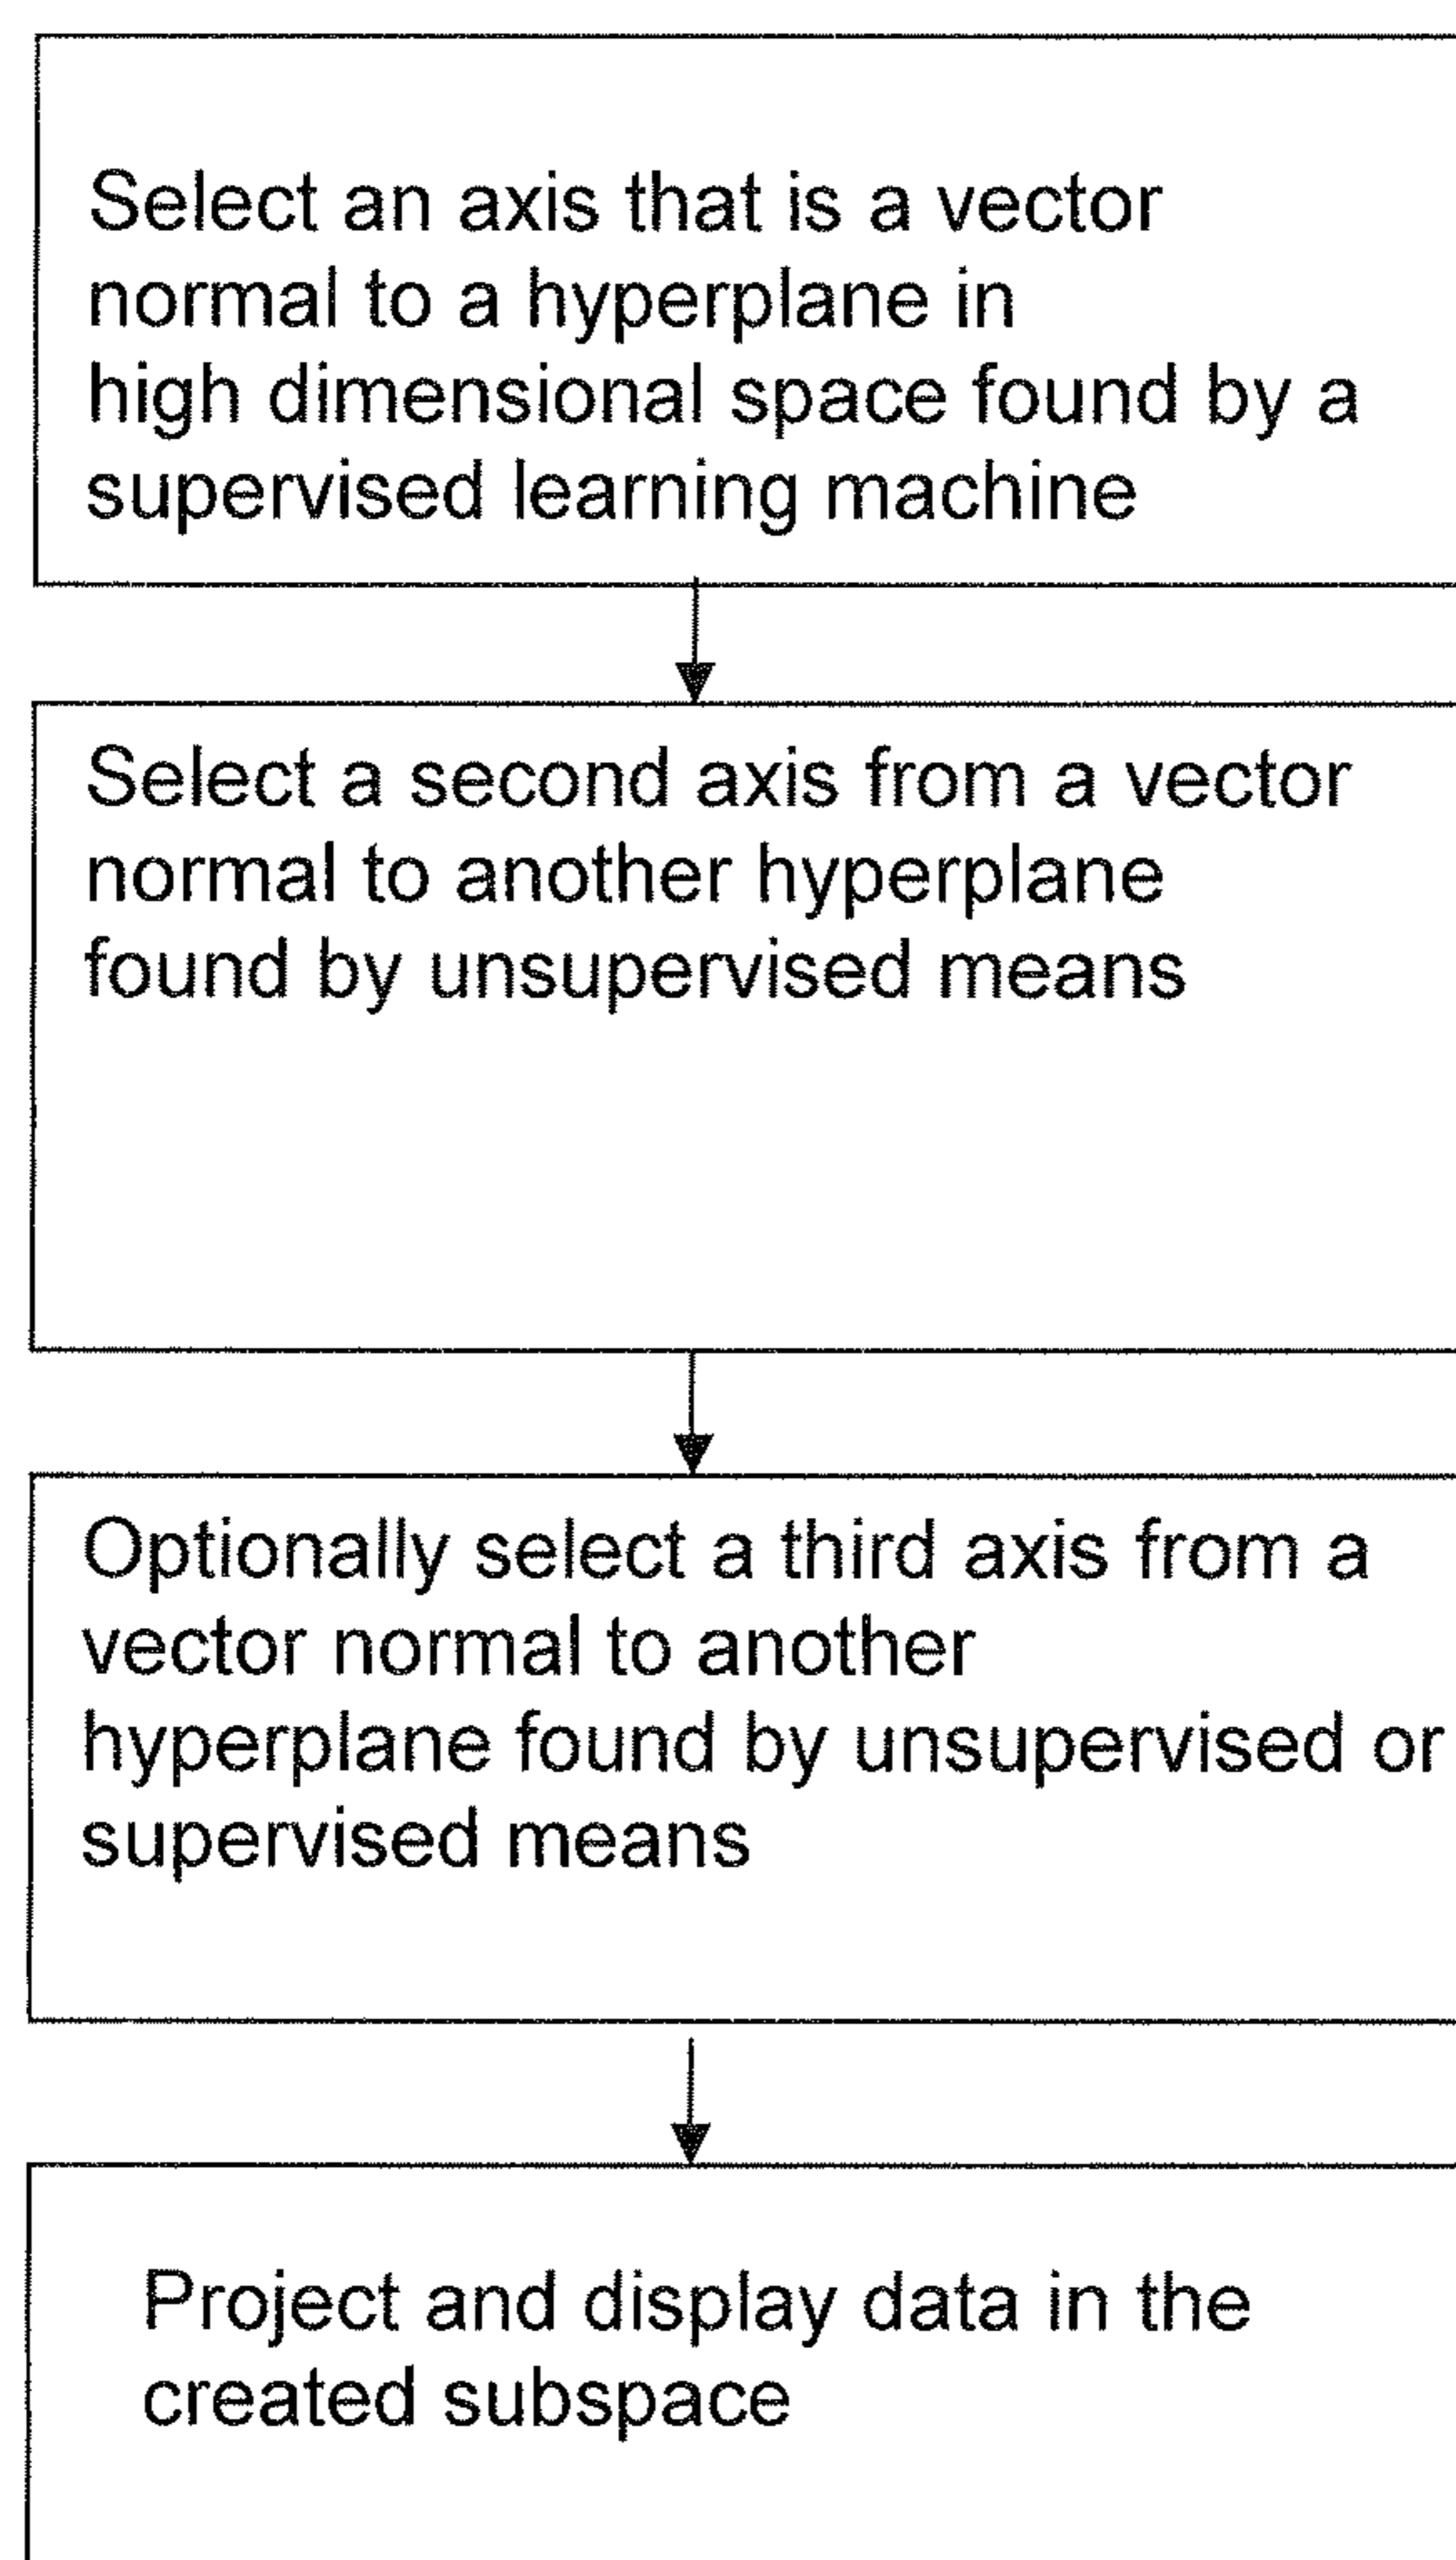 Select an axis that is a vector
normal to a hyperplane in
high dimensional space found by a
supervised learning machine
Select a second axis from a vector
normal to another hyperplane
found by unsupervised means
Optionally select a third axis from a
vector normal to another
hyperplane found by unsupervised or
supervised means
Project and display data in the
created subspace